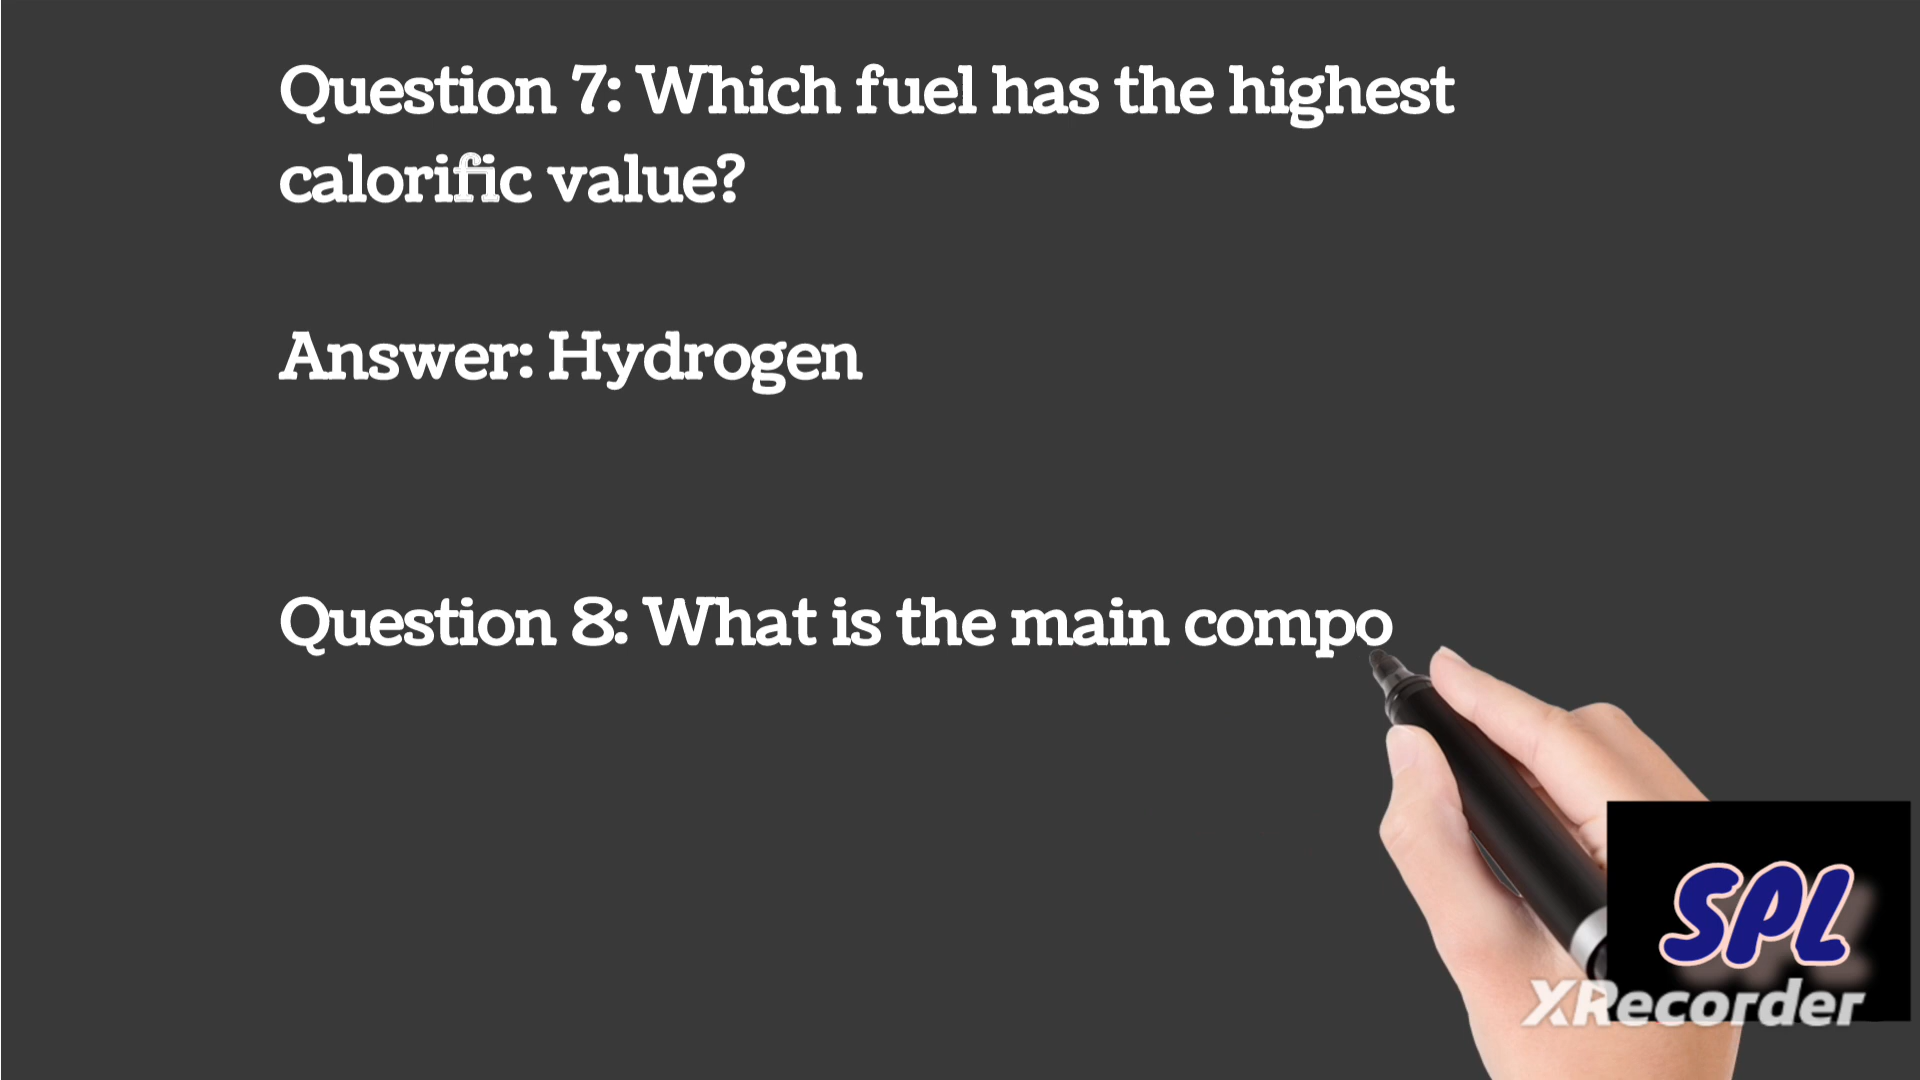 Question 7: Which fuel has the highest
calorific value?
Answer: Hydrogen
Question 8: What is the main compo
SPL
XRecorder